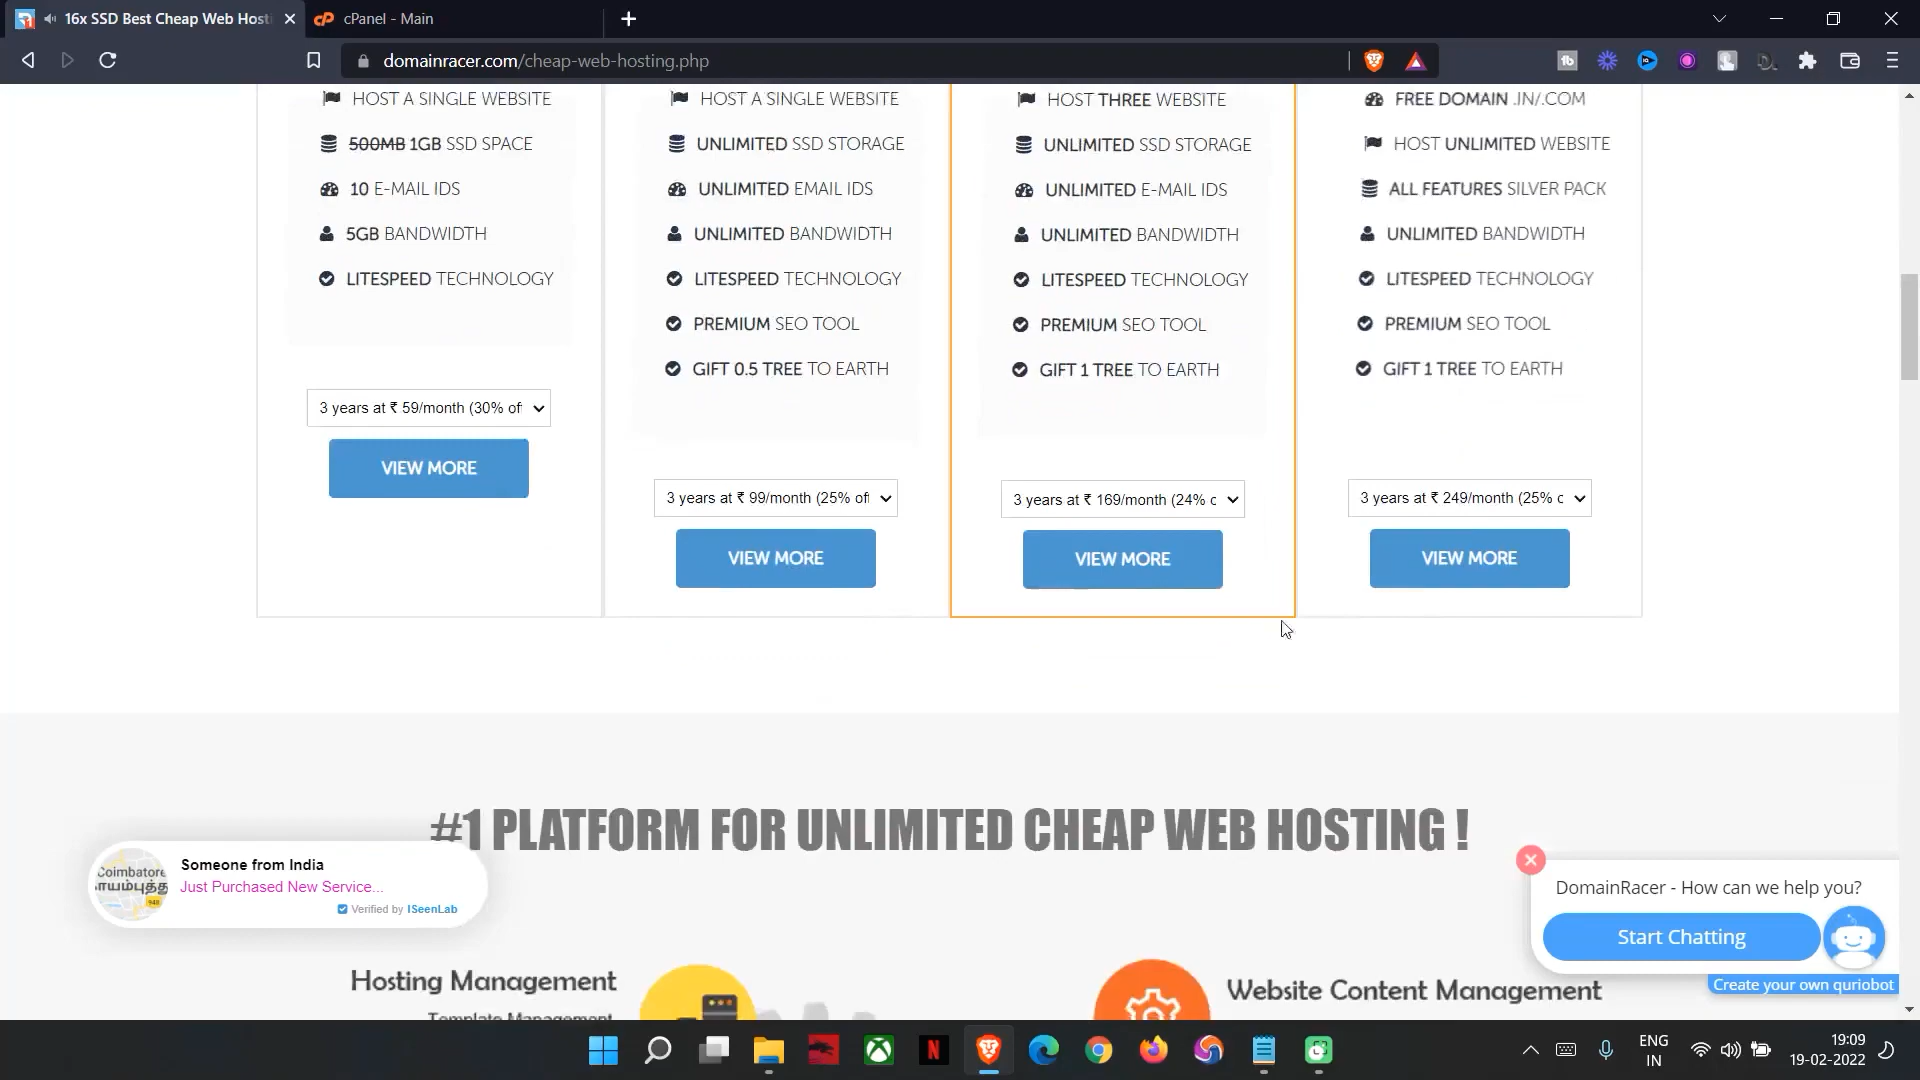 16x SSD Best Cheap Web Hosti
cPanel - Main
domainracer.com/cheap-web-hosting.php
HOST A SINGLE WEBSITE
500MB 1GB SSD SPACE
10 E-MAIL IDS
5GB BANDWIDTH
LITESPEED TECHNOLOGY
3 years at ₹ 59/month (30% of
VIEW MORE
HOST A SINGLE WEBSITE
UNLIMITED SSD STORAGE
UNLIMITED EMAIL IDS
UNLIMITED BANDWIDTH
LITESPEED TECHNOLOGY
PREMIUM SEO TOOL
GIFT 0.5 TREE TO EARTH
3 years at ₹ 99/month (25% off
VIEW MORE
HOST THREE WEBSITE
UNLIMITED SSD STORAGE
UNLIMITED E-MAIL IDS
UNLIMITED BANDWIDTH
LITESPEED TECHNOLOGY
PREMIUM SEO TOOL
GIFT 1 TREE TO EARTH
3 years at ₹ 169/month (24% c
VIEW MORE
FREE DOMAIN .IN/.COM
HOST UNLIMITED WEBSITE
ALL FEATURES SILVER PACK
UNLIMITED BANDWIDTH
LITESPEED TECHNOLOGY
PREMIUM SEO TOOL
GIFT 1 TREE TO EARTH
3 years at ₹ 249/month (25% c
VIEW MORE
#1 PLATFORM FOR UNLIMITED CHEAP WEB HOSTING !
Coimbatore
Someone from India
Just Purchased New Service...
Verified by ISeenLab
DomainRacer - How can we help you?
Start Chatting
Create your own quriobot
Hosting Management
Template Management
Website Content Management
ENG
IN
19:09
19-02-2022